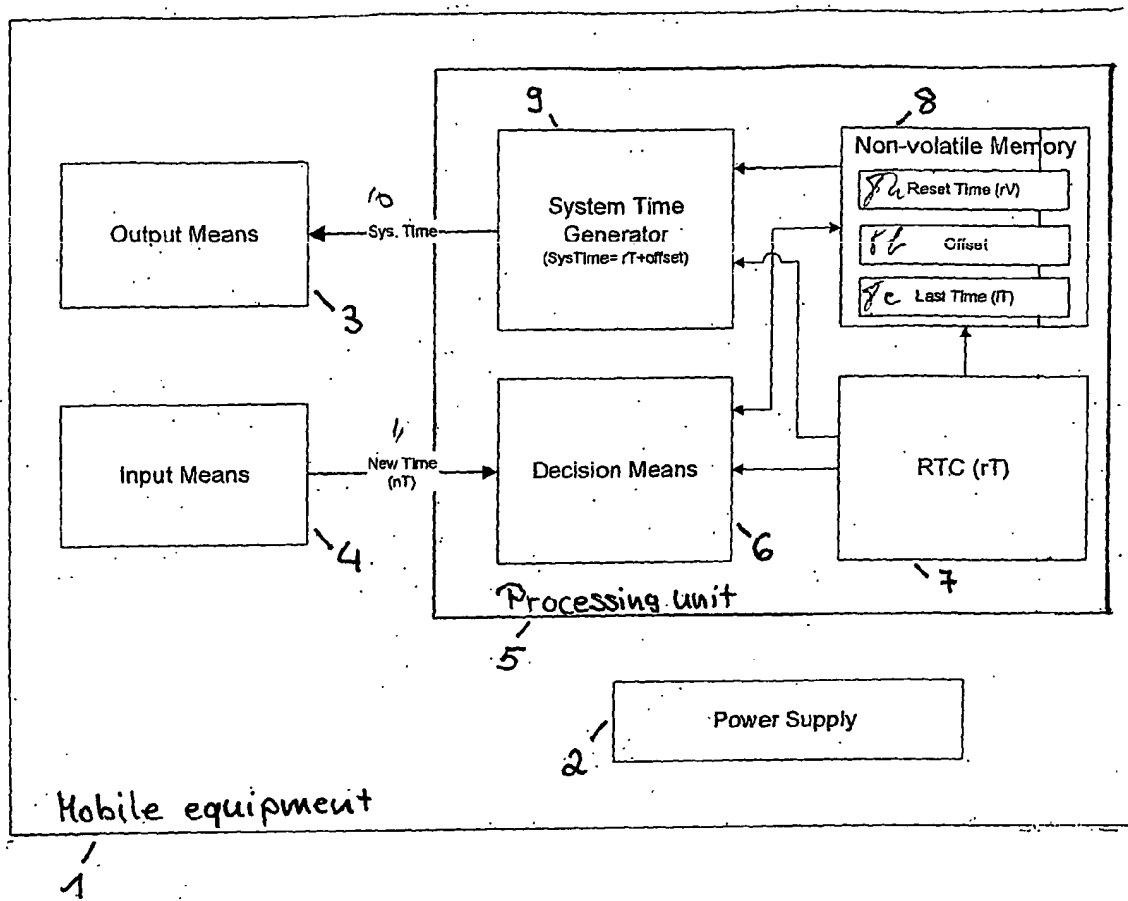 9
8
Non-volatile Memory
Reset Time (rV)
Offset
Last Time (lT)
System Time
Generator
(SysTime= rT+offset)
10
Sys. Time
Output Means
3
11
New Time
(nT)
Input Means
4
Decision Means
6
RTC (rT)
7
Processing unit
5
Power Supply
2
Mobile equipment
1